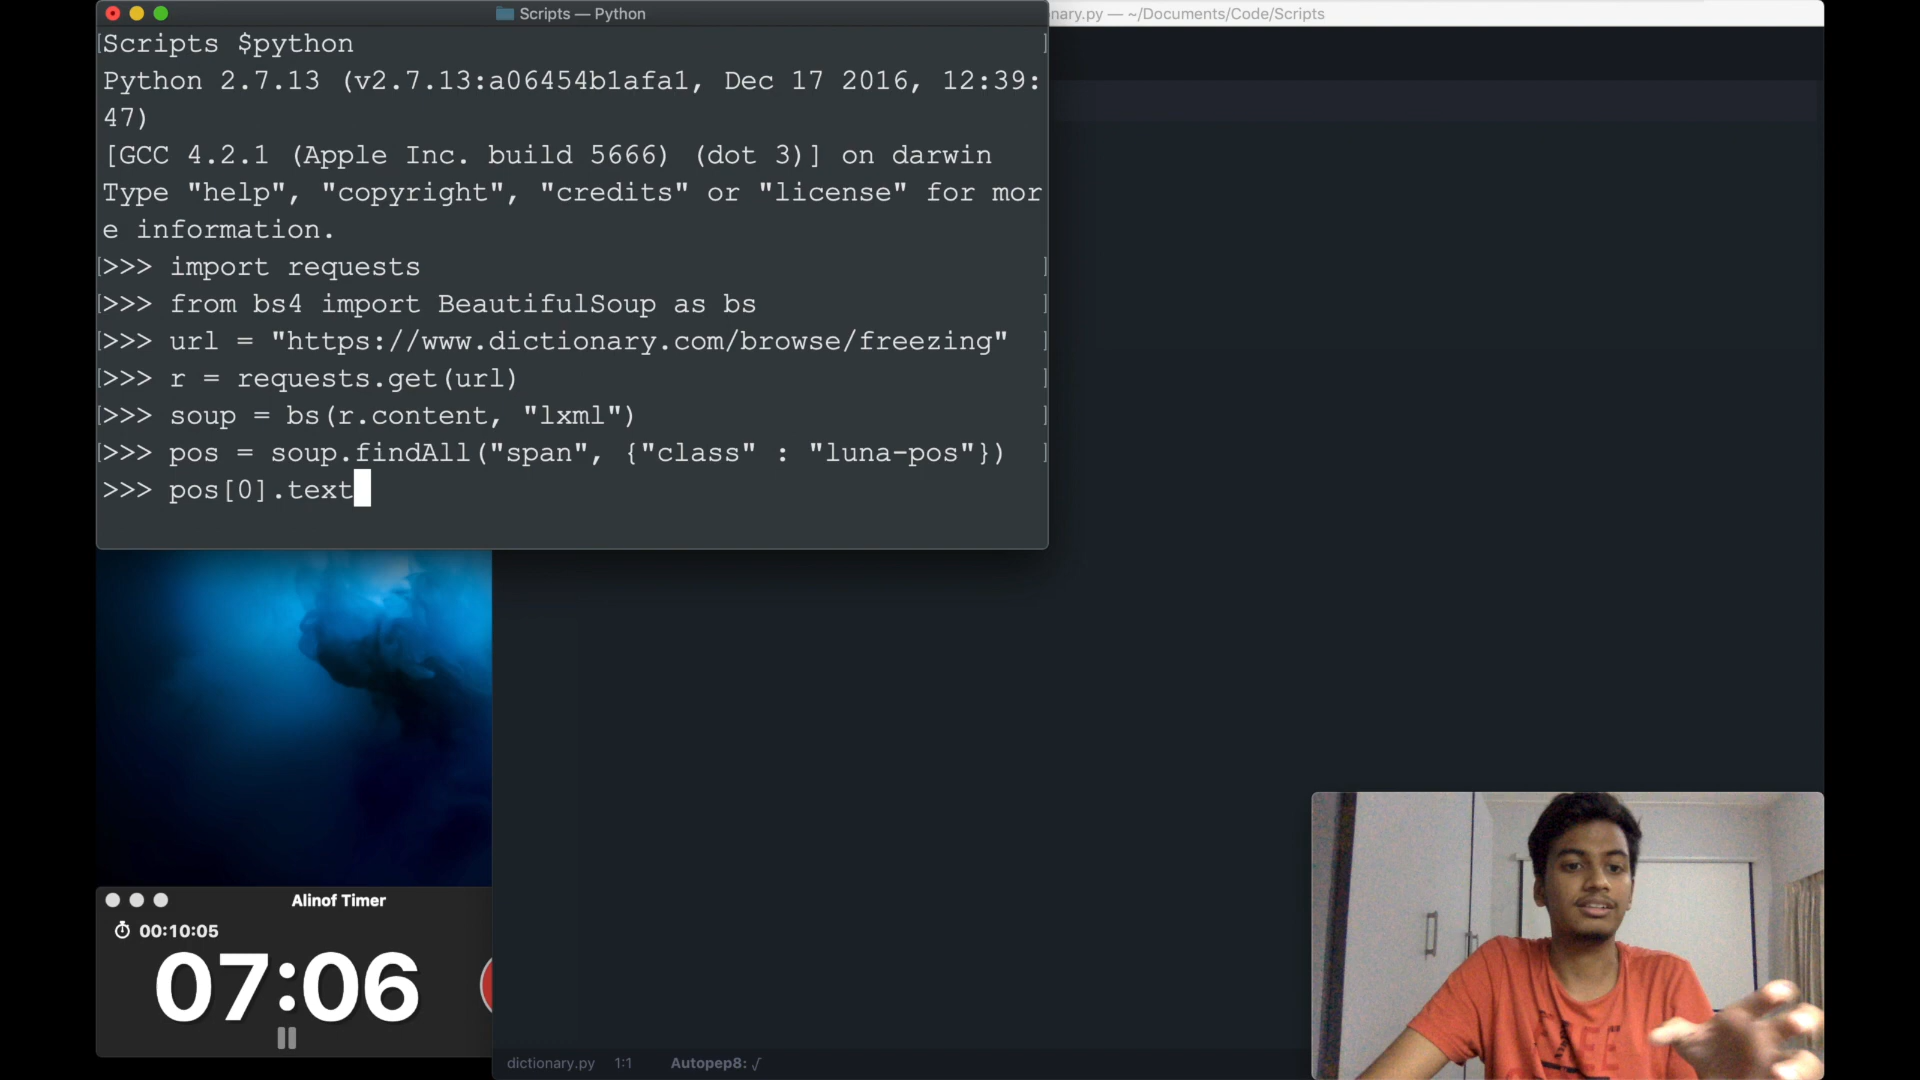 Scripts — Python
nary.py — ~/Documents/Code/Scripts
Scripts $python
Python 2.7.13 (v2.7.13:a06454b1afa1, Dec 17 2016, 12:39:
47)
[GCC 4.2.1 (Apple Inc. build 5666) (dot 3)] on darwin
Type "help", "copyright", "credits" or "license" for mor
e information.
>>> import requests
>>> from bs4 import BeautifulSoup as bs
>>> url = "https://www.dictionary.com/browse/freezing"
>>> r = requests.get(url)
>>> soup = bs(r.content, "lxml")
>>> pos = soup.findAll("span", {"class" : "luna-pos"})
>>> pos[0].text
Alinof Timer
00:10:05
07:06
dictionary.py 1:1 Autopep8: √